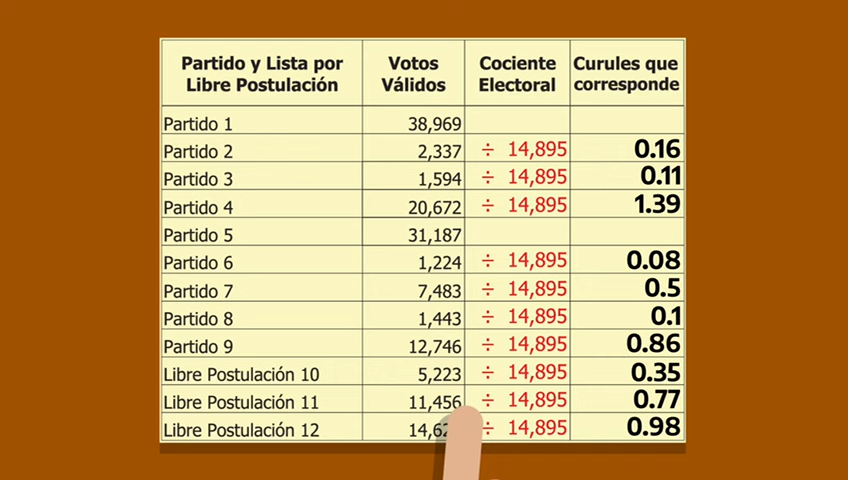 Partido y Lista por Libre Postulación Votos Válidos Cociente Electoral Curules que corresponde
Partido 1 38,969
Partido 2 2,337 ÷ 14,895 0.16
Partido 3 1,594 ÷ 14,895 0.11
Partido 4 20,672 ÷ 14,895 1.39
Partido 5 31,187
Partido 6 1,224 ÷ 14,895 0.08
Partido 7 7,483 ÷ 14,895 0.5
Partido 8 1,443 ÷ 14,895 0.1
Partido 9 12,746 ÷ 14,895 0.86
Libre Postulación 10 5,223 ÷ 14,895 0.35
Libre Postulación 11 11,456 ÷ 14,895 0.77
Libre Postulación 12 ÷ 14,895 0.98